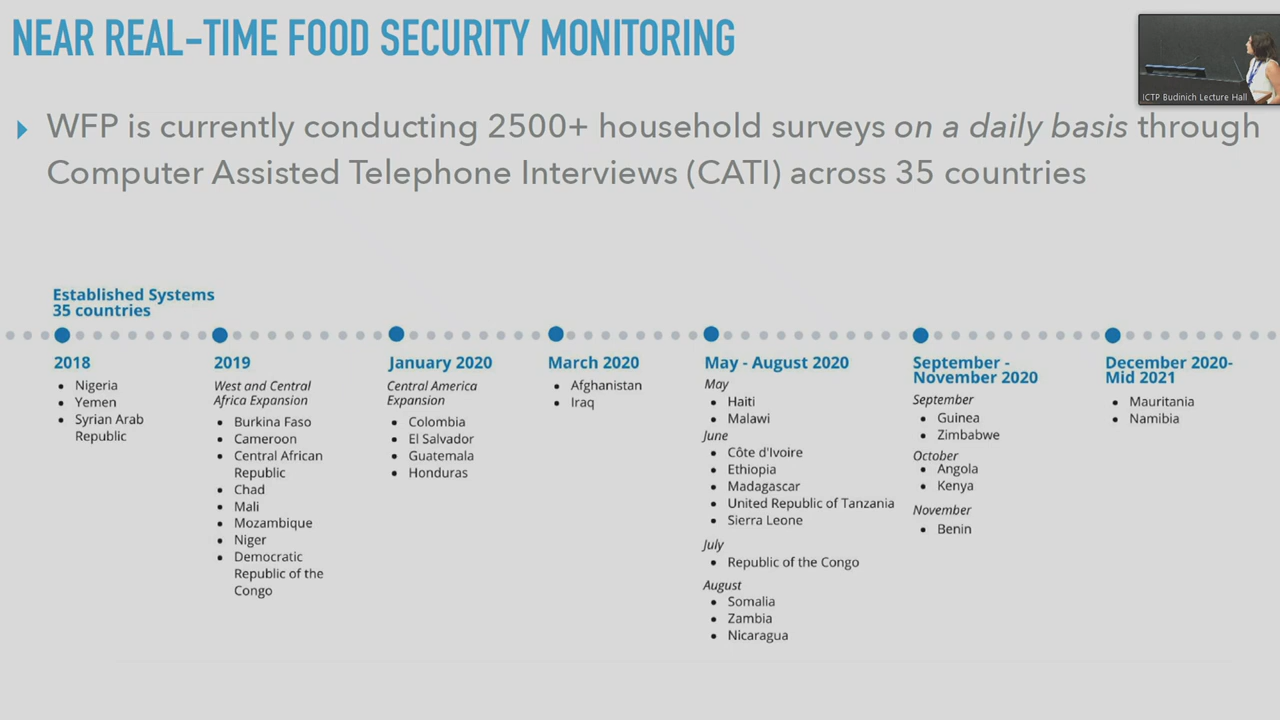 NEAR REAL-TIME FOOD SECURITY MONITORING
ICTP Budinich Lecture Hall
WFP is currently conducting 2500+ household surveys on a daily basis through
Computer Assisted Telephone Interviews (CATI) across 35 countries
Established Systems
35 countries
2018
Nigeria
Yemen
Syrian Arab
Republic
2019
West and Central
Africa Expansion
Burkina Faso
Cameroon
Central African
Republic
Chad
Mali
Mozambique
Niger
Democratic
Republic of the
Congo
January 2020
Central America
Expansion
Colombia
El Salvador
Guatemala
Honduras
March 2020
Afghanistan
Iraq
May - August 2020
May
Haiti
Malawi
June
Côte d'Ivoire
Ethiopia
Madagascar
United Republic of Tanzania
Sierra Leone
July
Republic of the Congo
August
Somalia
Zambia
Nicaragua
September -
November 2020
September
Guinea
Zimbabwe
October
Angola
Kenya
November
Benin
December 2020-
Mid 2021
Mauritania
Namibia